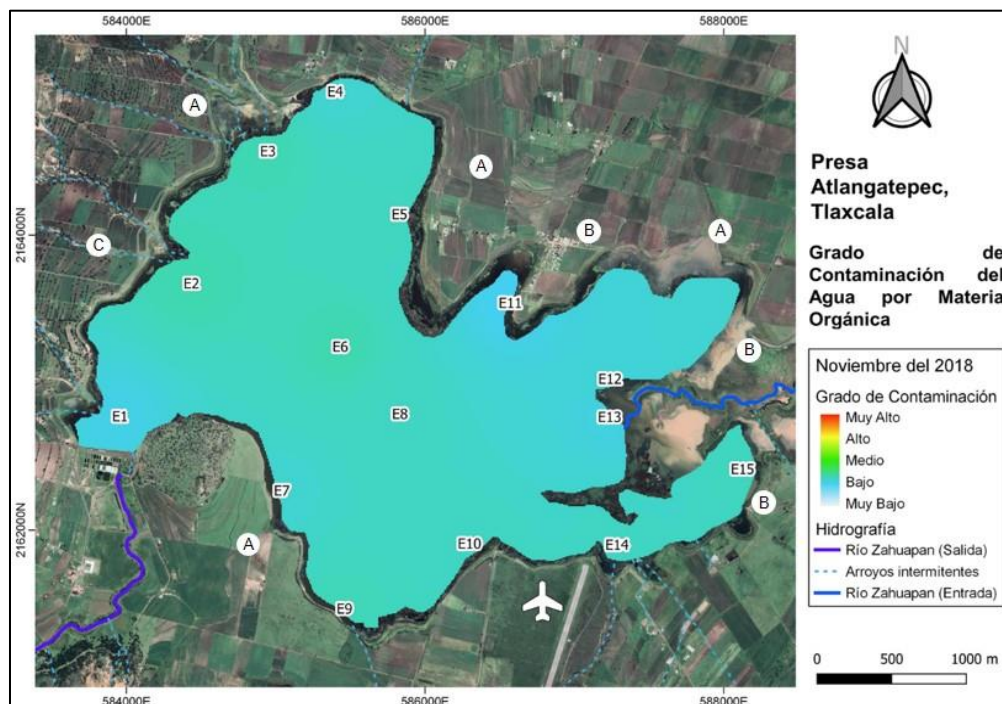 584000E
586000E
588000E
2164000N
2162000N
A
E4
E3
A
E5
A
B
C
E2
E11
E6
B
E12
E1
E8
E13
E7
E15
B
A
E10
E14
E9
584000E
586000E
588000E
N
Presa
Atlangatepec,
Tlaxcala
Grado de
Contaminación del
Agua por Materia
Orgánica
Noviembre del 2018
Grado de Contaminación
Muy Alto
Alto
Medio
Bajo
Muy Bajo
Hidrografía
Río Zahuapan (Salida)
Arroyos intermitentes
Río Zahuapan (Entrada)
0 500 1000 m